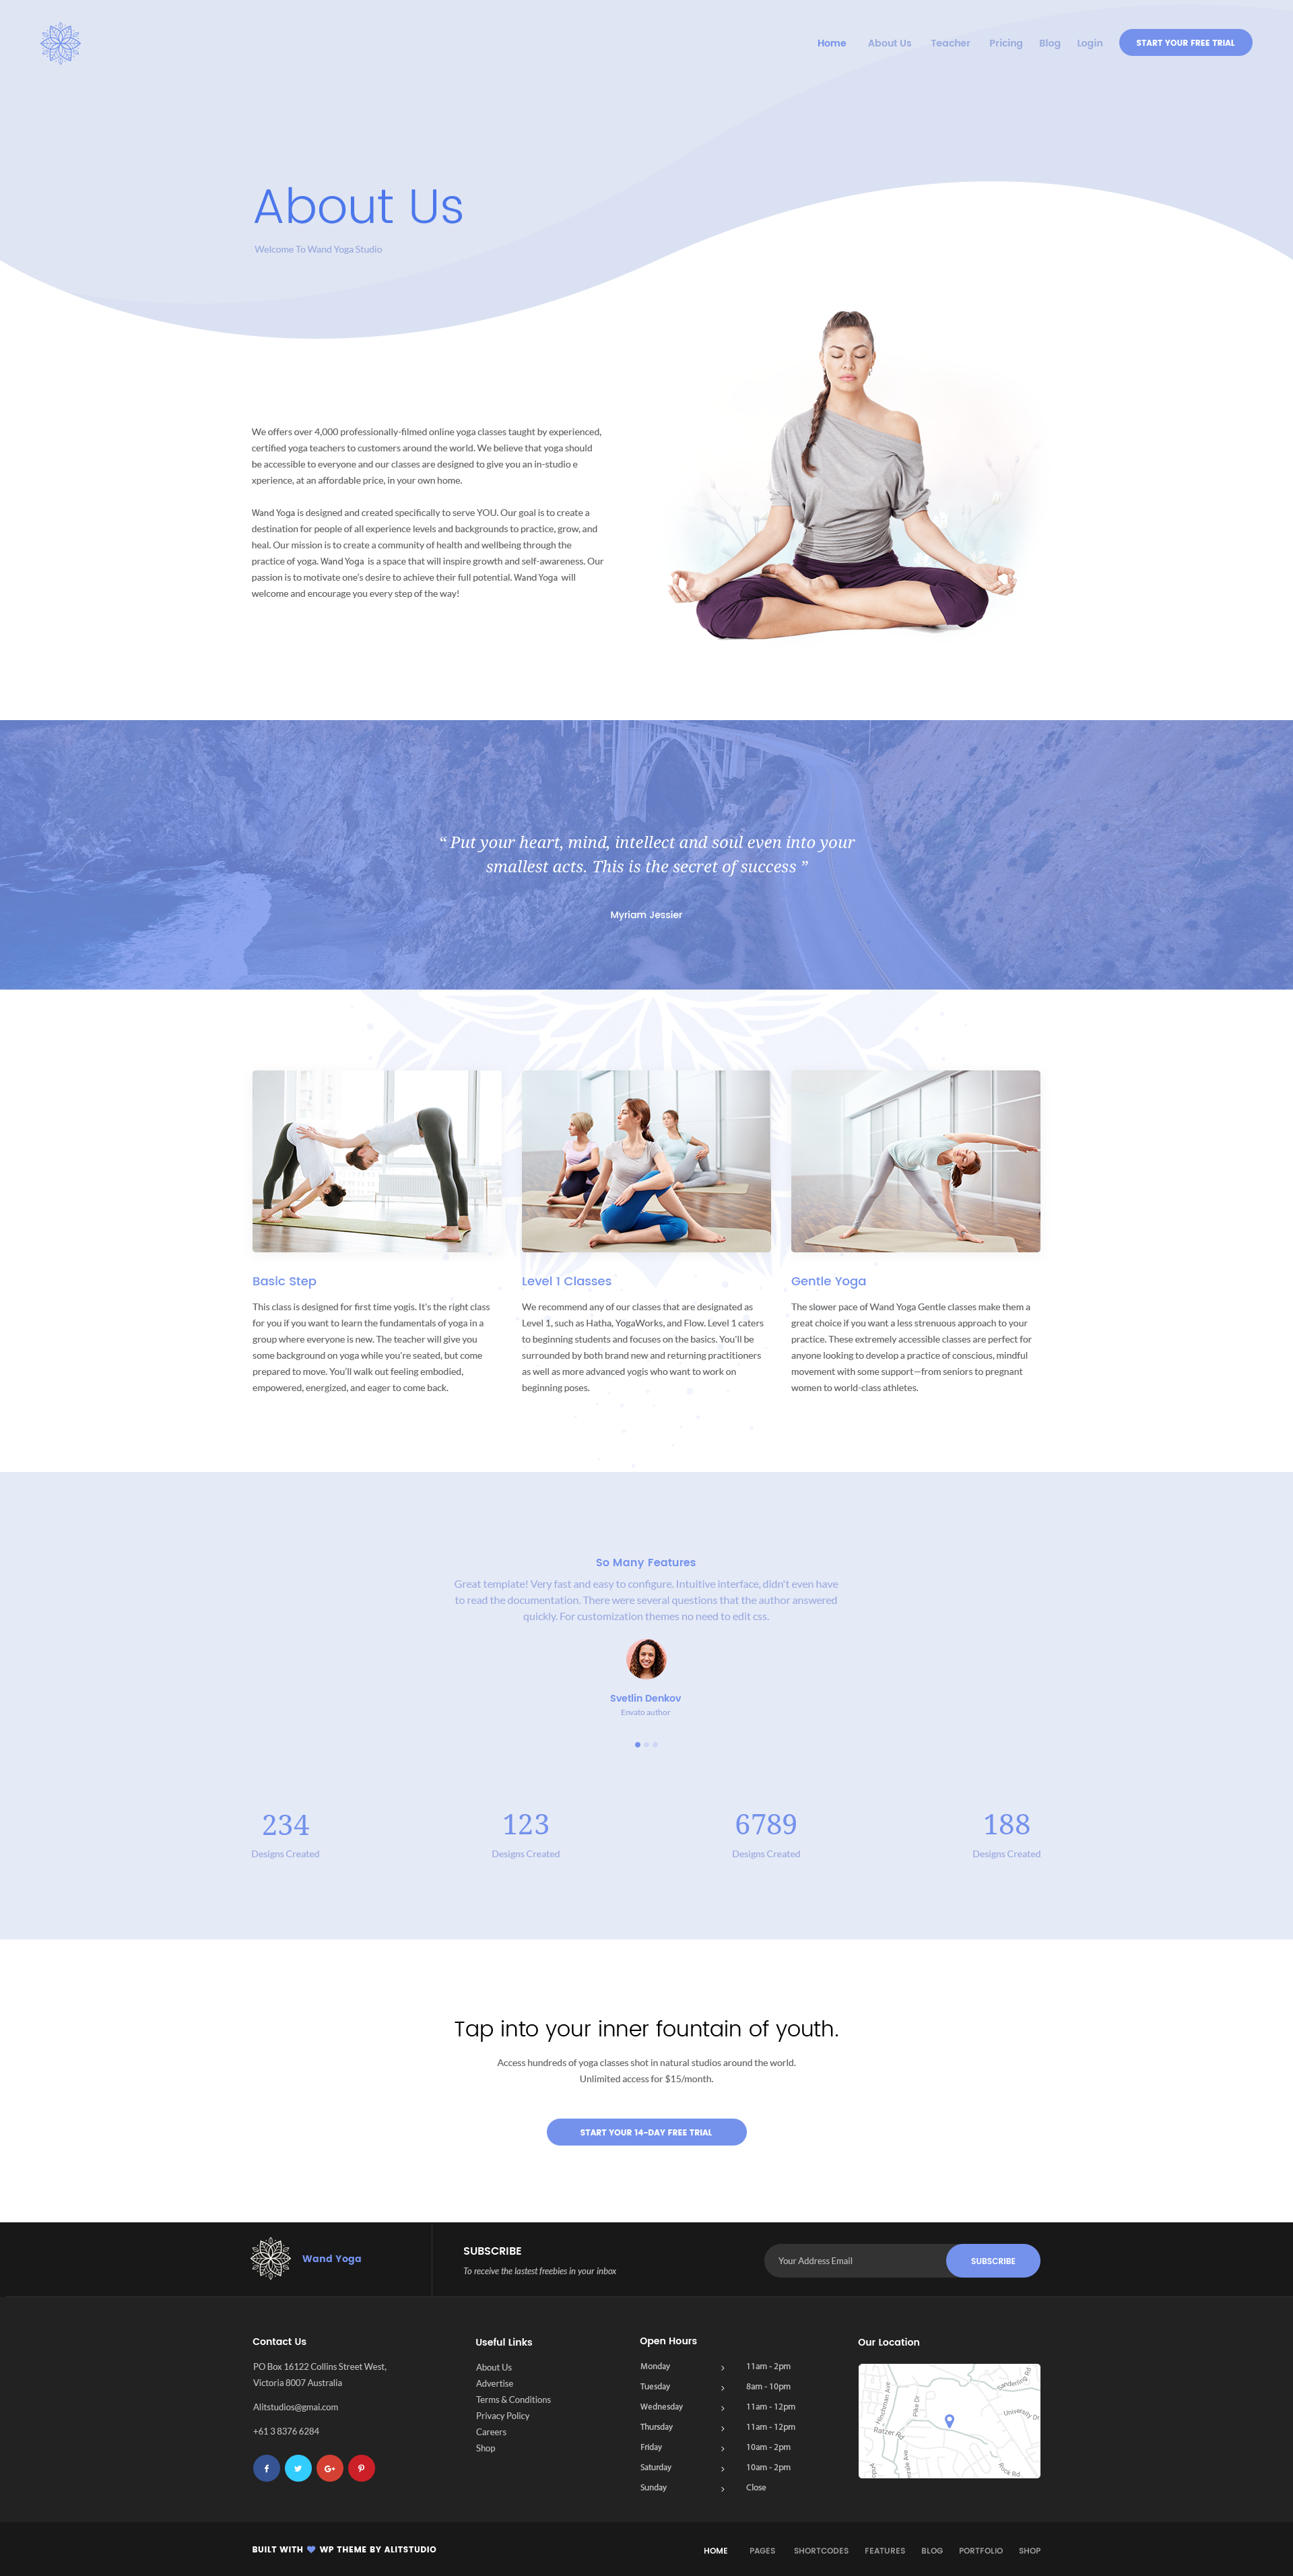 Home About Us Teacher Pricing Blog Login START YOUR FREE TRIAL
About Us
Welcome To Wand Yoga Studio
We offers over 4,000 professionally-filmed online yoga classes taught by experienced,
certified yoga teachers to customers around the world. We believe that yoga should
be accessible to everyone and our classes are designed to give you an in-studio e
xperience, at an affordable price, in your own home.
Wand Yoga is designed and created specifically to serve YOU. Our goal is to create a
destination for people of all experience levels and backgrounds to practice, grow, and
heal. Our mission is to create a community of health and wellbeing through the
practice of yoga. Wand Yoga is a space that will inspire growth and self-awareness. Our
passion is to motivate one's desire to achieve their full potential. Wand Yoga will
welcome and encourage you every step of the way!
“ Put your heart, mind, intellect and soul even into your
smallest acts. This is the secret of success ”
Myriam Jessier
Basic Step
This class is designed for first time yogis. It's the right class
for you if you want to learn the fundamentals of yoga in a
group where everyone is new. The teacher will give you
some background on yoga while you're seated, but come
prepared to move. You'll walk out feeling embodied,
empowered, energized, and eager to come back.
Level 1 Classes
We recommend any of our classes that are designated as
Level 1, such as Hatha, YogaWorks, and Flow. Level 1 caters
to beginning students and focuses on the basics. You'll be
surrounded by both brand new and returning practitioners
as well as more advanced yogis who want to work on
beginning poses.
Gentle Yoga
The slower pace of Wand Yoga Gentle classes make them a
great choice if you want a less strenuous approach to your
practice. These extremely accessible classes are perfect for
anyone looking to develop a practice of conscious, mindful
movement with some support—from seniors to pregnant
women to world-class athletes.
So Many Features
Great template! Very fast and easy to configure. Intuitive interface, didn't even have
to read the documentation. There were several questions that the author answered
quickly. For customization themes no need to edit css.
Svetlin Denkov
Envato author
234 123 6789 188
Designs Created Designs Created Designs Created Designs Created
Tap into your inner fountain of youth.
Access hundreds of yoga classes shot in natural studios around the world.
Unlimited access for $15/month.
START YOUR 14-DAY FREE TRIAL
Wand Yoga
SUBSCRIBE
To receive the lastest freebies in your inbox
Your Address Email SUBSCRIBE
Contact Us
PO Box 16122 Collins Street West,
Victoria 8007 Australia
Alitstudios@gmai.com
+61 3 8376 6284
Useful Links
About Us
Advertise
Terms & Conditions
Privacy Policy
Careers
Shop
Open Hours
Monday > 11am - 2pm
Tuesday > 8am - 10pm
Wednesday > 11am - 12pm
Thursday > 11am - 12pm
Friday > 10am - 2pm
Saturday > 10am - 2pm
Sunday > Close
Our Location
Hinchman Ave
Pike Dr
Sanderling Rd
University Dr
Ratzer Rd
Rock Rd
BUILT WITH WP THEME BY ALITSTUDIO
HOME PAGES SHORTCODES FEATURES BLOG PORTFOLIO SHOP